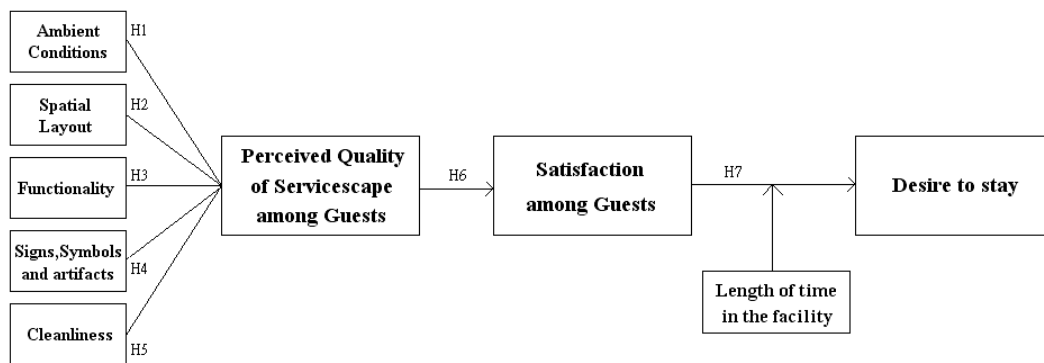 Ambient
Conditions
H1
Spatial
Layout
H2
Functionality
H3
Signs,Symbols
and artifacts
H4
Cleanliness
H5
Perceived Quality
of Servicescape
among Guests
H6
Satisfaction
among Guests
H7
Desire to stay
Length of time
in the facility